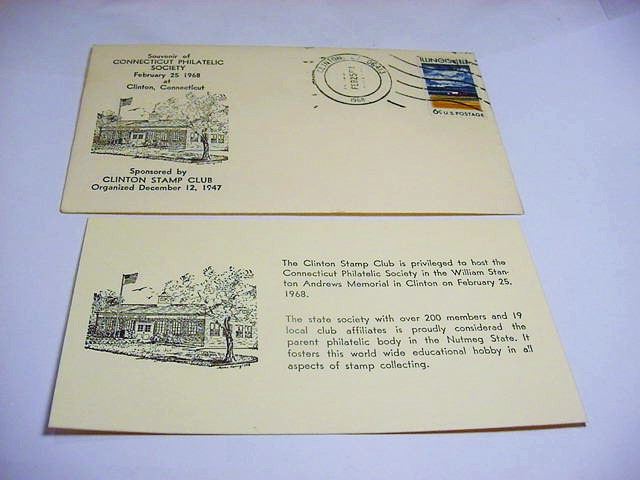 Souvenir of
CONNECTICUT PHILATELIC
SOCIETY
February 25 1968
at
Clinton, Connecticut
Sponsored by
CLINTON STAMP CLUB
Organized December 12, 1947
CLINTON,
FEB 25
1968
ILLINOIS
6c U.S. POSTAGE
The Clinton Stamp Club is privileged to host the
Connecticut Philatelic Society in the William Stan-
ton Andrews Memorial in Clinton on February 25,
1968.
The state society with over 200 members and 19
local club affiliates is proudly considerad the
parent philatelic body in the Nutmeg State. It
fosters this world wide educational hobby in all
aspects of stamp collecting.